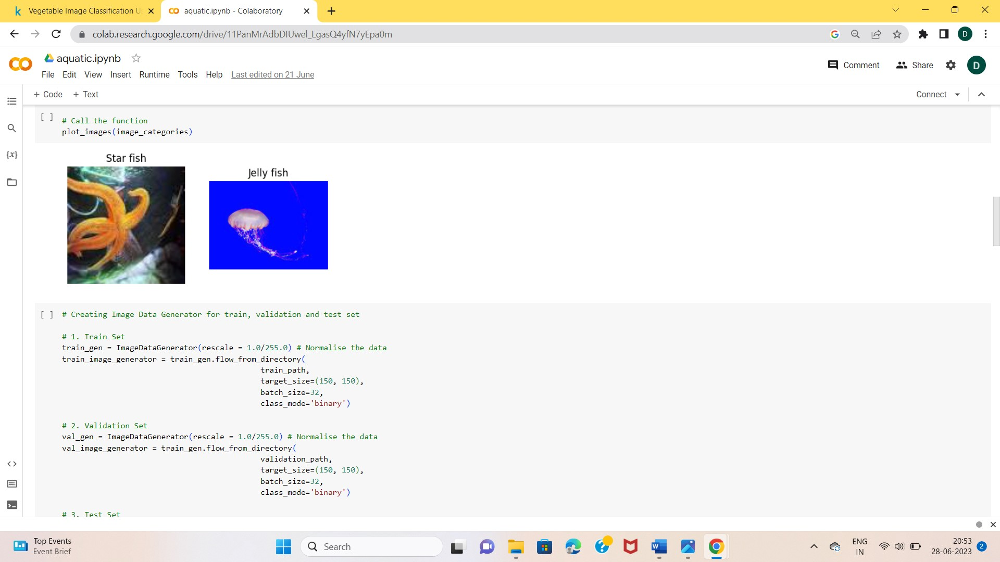 Vegetable Image Classification U
aquatic.ipynb - Colaboratory
colab.research.google.com/drive/11PanMrAdbDIUwel_LgasQ4yfN7yEpa0m
D
aquatic.ipynb
File Edit View Insert Runtime Tools Help Last edited on 21 June
Comment Share D
+ Code + Text
Connect
[ ] # Call the function
plot_images(image_categories)
Star fish
Jelly fish
[ ] # Creating Image Data Generator for train, validation and test set
# 1. Train Set
train_gen = ImageDataGenerator(rescale = 1.0/255.0) # Normalise the data
train_image_generator = train_gen.flow_from_directory(
train_path,
target_size=(150, 150),
batch_size=32,
class_mode='binary')
# 2. Validation Set
val_gen = ImageDataGenerator(rescale = 1.0/255.0) # Normalise the data
val_image_generator = train_gen.flow_from_directory(
validation_path,
target_size=(150, 150),
batch_size=32,
class_mode='binary')
# 3. Test Set
Top Events
Event Brief
Search
ENG
IN
20:53
28-06-2023
2